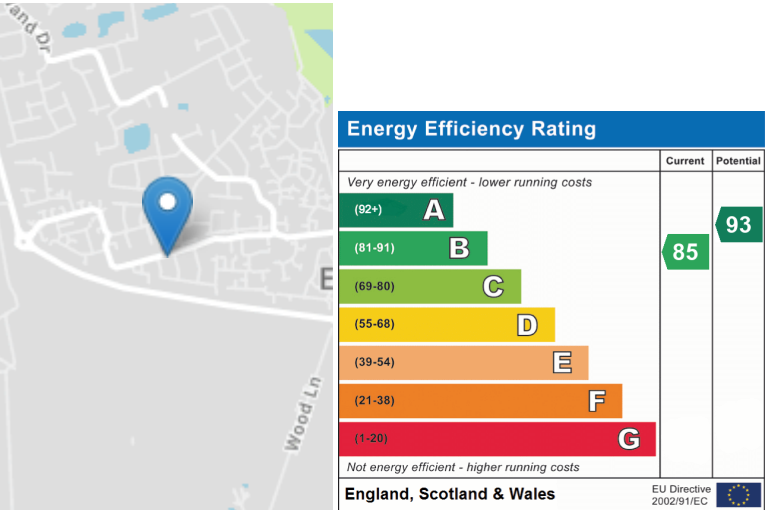 and Dr
Wood Ln
E
Energy Efficiency Rating
Current Potential
Very energy efficient - lower running costs
(92+) A
(81-91) B
(69-80) C
(55-68) D
(39-54) E
(21-38) F
(1-20) G
85
93
Not energy efficient - higher running costs
England, Scotland & Wales
EU Directive
2002/91/EC